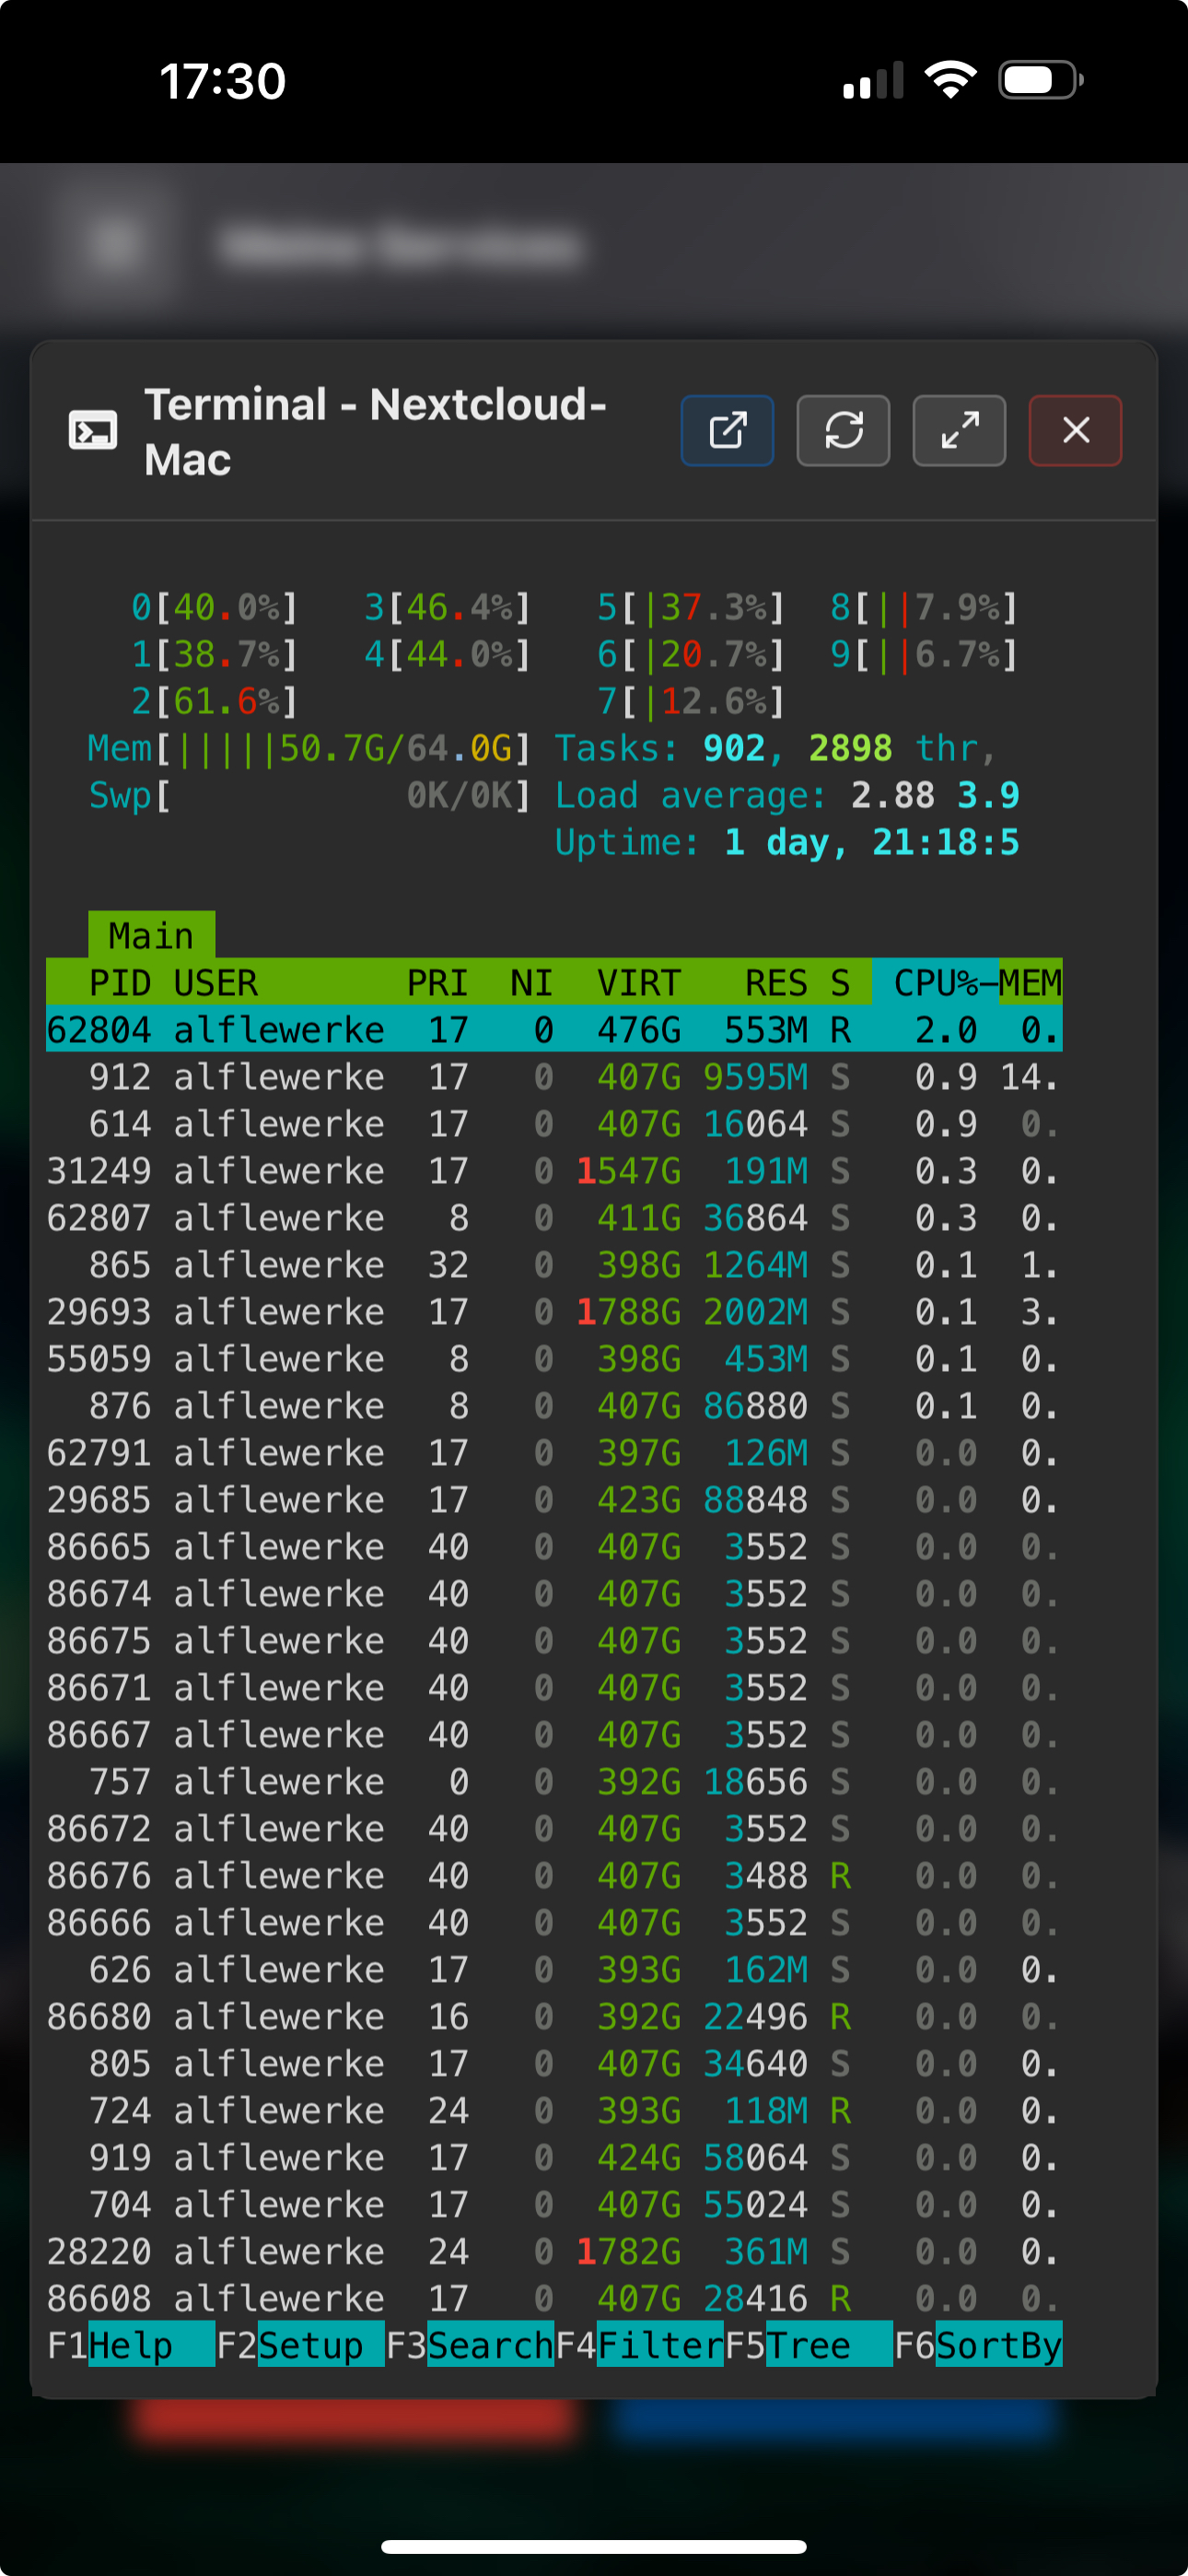 17:30
Meine Services
Terminal - Nextcloud-
Mac
0[40.0%] 3[46.4%] 5[|37.3%] 8[||7.9%]
1[38.7%] 4[44.0%] 6[|20.7%] 9[||6.7%]
2[61.6%] 7[|12.6%]
Mem[|||||50.7G/64.0G] Tasks: 902, 2898 thr,
Swp[ 0K/0K] Load average: 2.88 3.9
Uptime: 1 day, 21:18:5
Main
PID USER PRI NI VIRT RES S CPU%-MEM
62804 alflewerke 17 0 476G 553M R 2.0 0.
912 alflewerke 17 0 407G 9595M S 0.9 14.
614 alflewerke 17 0 407G 16064 S 0.9 0.
31249 alflewerke 17 0 1547G 191M S 0.3 0.
62807 alflewerke 8 0 411G 36864 S 0.3 0.
865 alflewerke 32 0 398G 1264M S 0.1 1.
29693 alflewerke 17 0 1788G 2002M S 0.1 3.
55059 alflewerke 8 0 398G 453M S 0.1 0.
876 alflewerke 8 0 407G 86880 S 0.1 0.
62791 alflewerke 17 0 397G 126M S 0.0 0.
29685 alflewerke 17 0 423G 88848 S 0.0 0.
86665 alflewerke 40 0 407G 3552 S 0.0 0.
86674 alflewerke 40 0 407G 3552 S 0.0 0.
86675 alflewerke 40 0 407G 3552 S 0.0 0.
86671 alflewerke 40 0 407G 3552 S 0.0 0.
86667 alflewerke 40 0 407G 3552 S 0.0 0.
757 alflewerke 0 0 392G 18656 S 0.0 0.
86672 alflewerke 40 0 407G 3552 S 0.0 0.
86676 alflewerke 40 0 407G 3488 R 0.0 0.
86666 alflewerke 40 0 407G 3552 S 0.0 0.
626 alflewerke 17 0 393G 162M S 0.0 0.
86680 alflewerke 16 0 392G 22496 R 0.0 0.
805 alflewerke 17 0 407G 34640 S 0.0 0.
724 alflewerke 24 0 393G 118M R 0.0 0.
919 alflewerke 17 0 424G 58064 S 0.0 0.
704 alflewerke 17 0 407G 55024 S 0.0 0.
28220 alflewerke 24 0 1782G 361M S 0.0 0.
86608 alflewerke 17 0 407G 28416 R 0.0 0.
F1Help F2Setup F3SearchF4FilterF5Tree F6SortBy